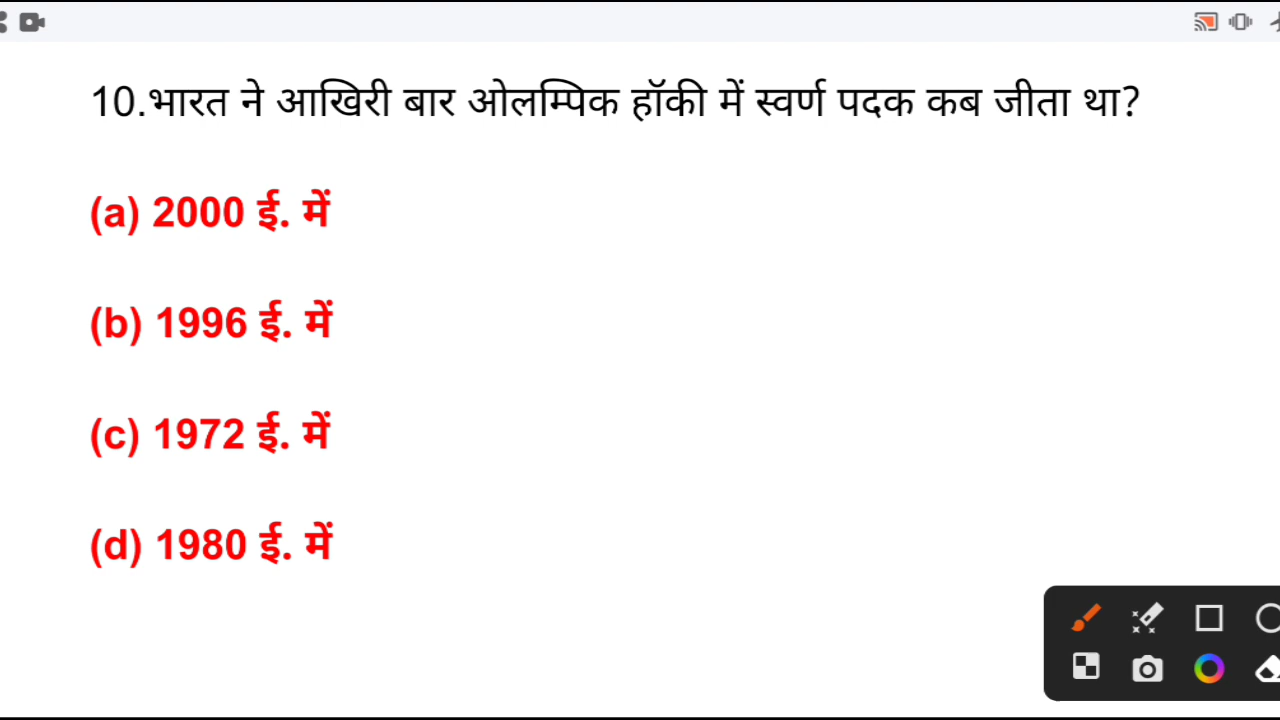 10.भारत ने आखिरी बार ओलम्पिक हॉकी में स्वर्ण पदक कब जीता था?
(a) 2000 ई. में
(b) 1996 ई. में
(c) 1972 ई. में
(d) 1980 ई. में